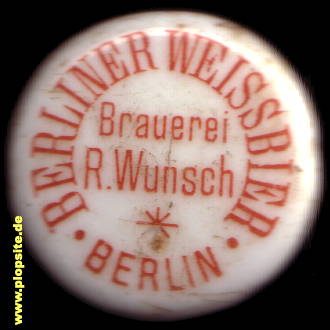 BERLINER WEISSBIER
Brauerei
R. Wunsch
• BERLIN •
www.plopsite.de